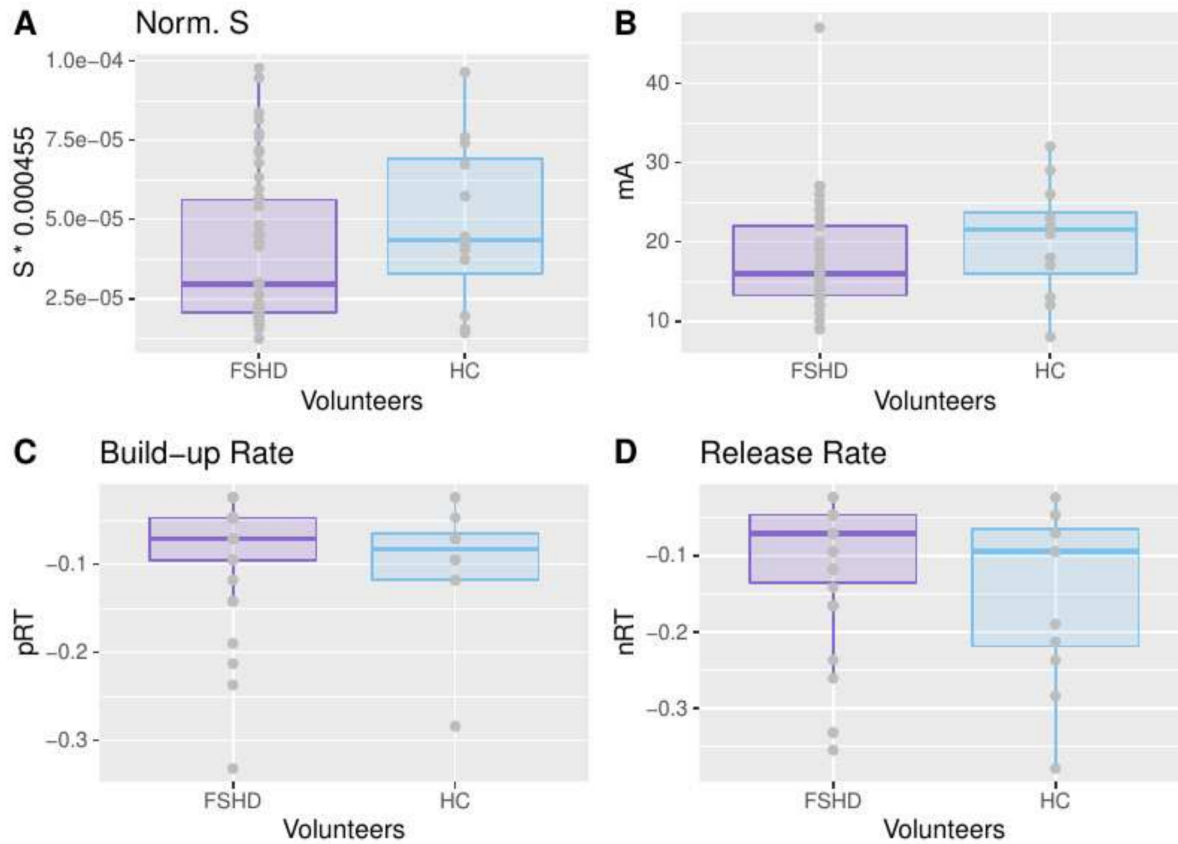 A Norm. S
1.0e−04
7.5e−05
5.0e−05
2.5e−05
S * 0.000455
FSHD HC
Volunteers
B
40
30
20
10
mA
FSHD HC
Volunteers
C Build−up Rate
−0.1
−0.2
−0.3
pRT
FSHD HC
Volunteers
D Release Rate
−0.1
−0.2
−0.3
nRT
FSHD HC
Volunteers